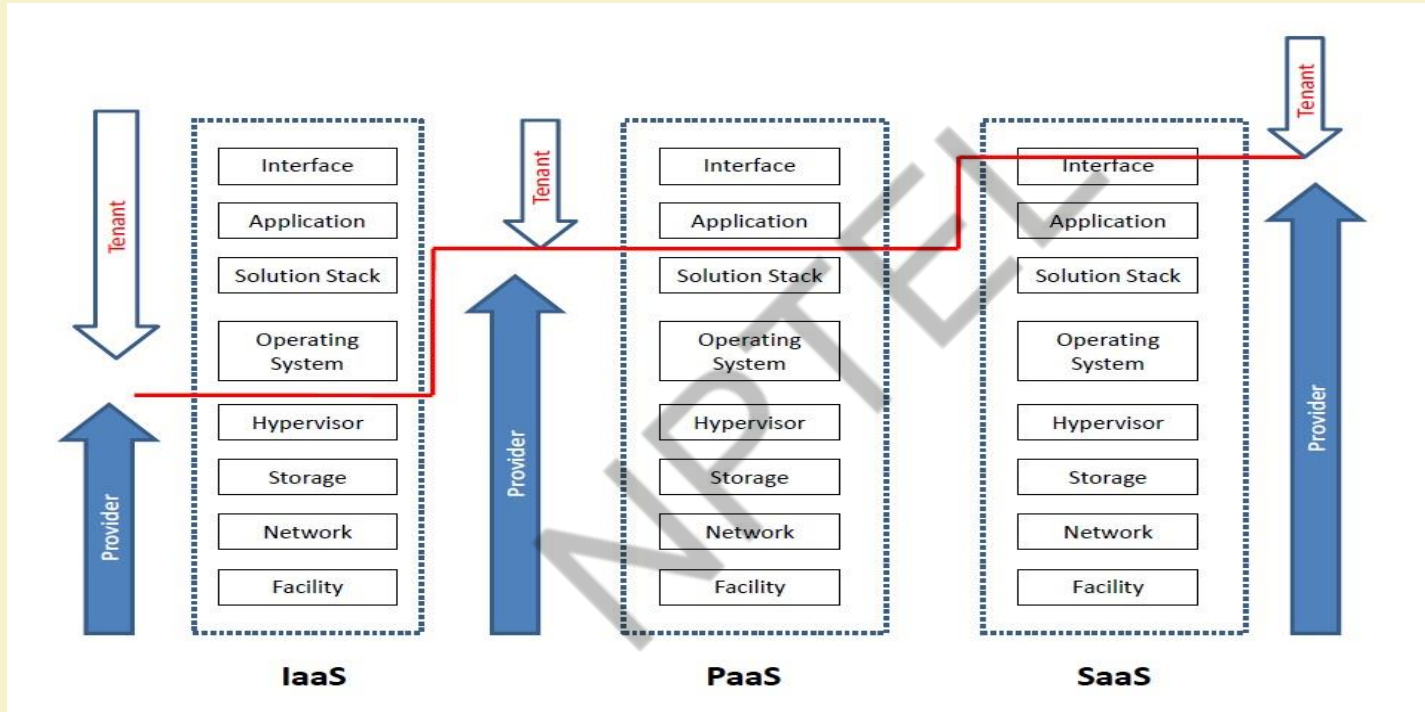 Tenant
Provider
Interface
Application
Solution Stack
Operating
System
Hypervisor
Storage
Network
Facility
IaaS
Tenant
Provider
Interface
Application
Solution Stack
Operating
System
Hypervisor
Storage
Network
Facility
PaaS
Interface
Application
Solution Stack
Operating
System
Hypervisor
Storage
Network
Facility
SaaS
Tenant
Provider
NPTEL